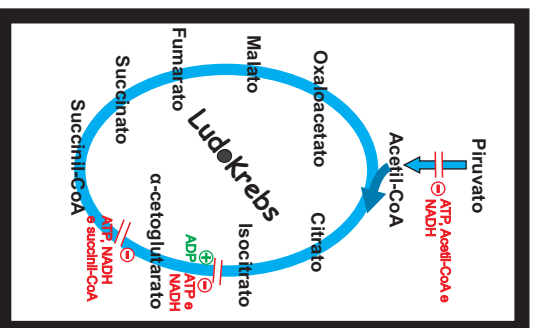 Piruvato
ATP, Acetil-CoA e
NADH
Acetil-CoA
Oxaloacetato
Citrato
Malato
Isocitrato
Fumarato
LudoKrebs
ADP
ATP e
NADH
α-cetoglutarato
Succinato
Succinil-CoA
ATP, NADH
e succinil-CoA